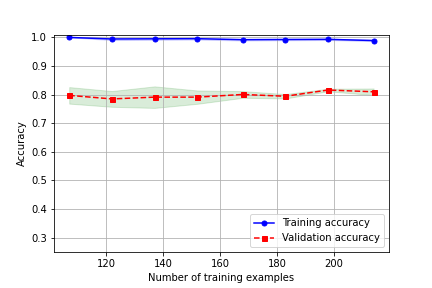 1.0
0.9
0.8
0.7
0.6
0.5
0.4
0.3
Accuracy
Training accuracy
Validation accuracy
120 140 160 180 200
Number of training examples